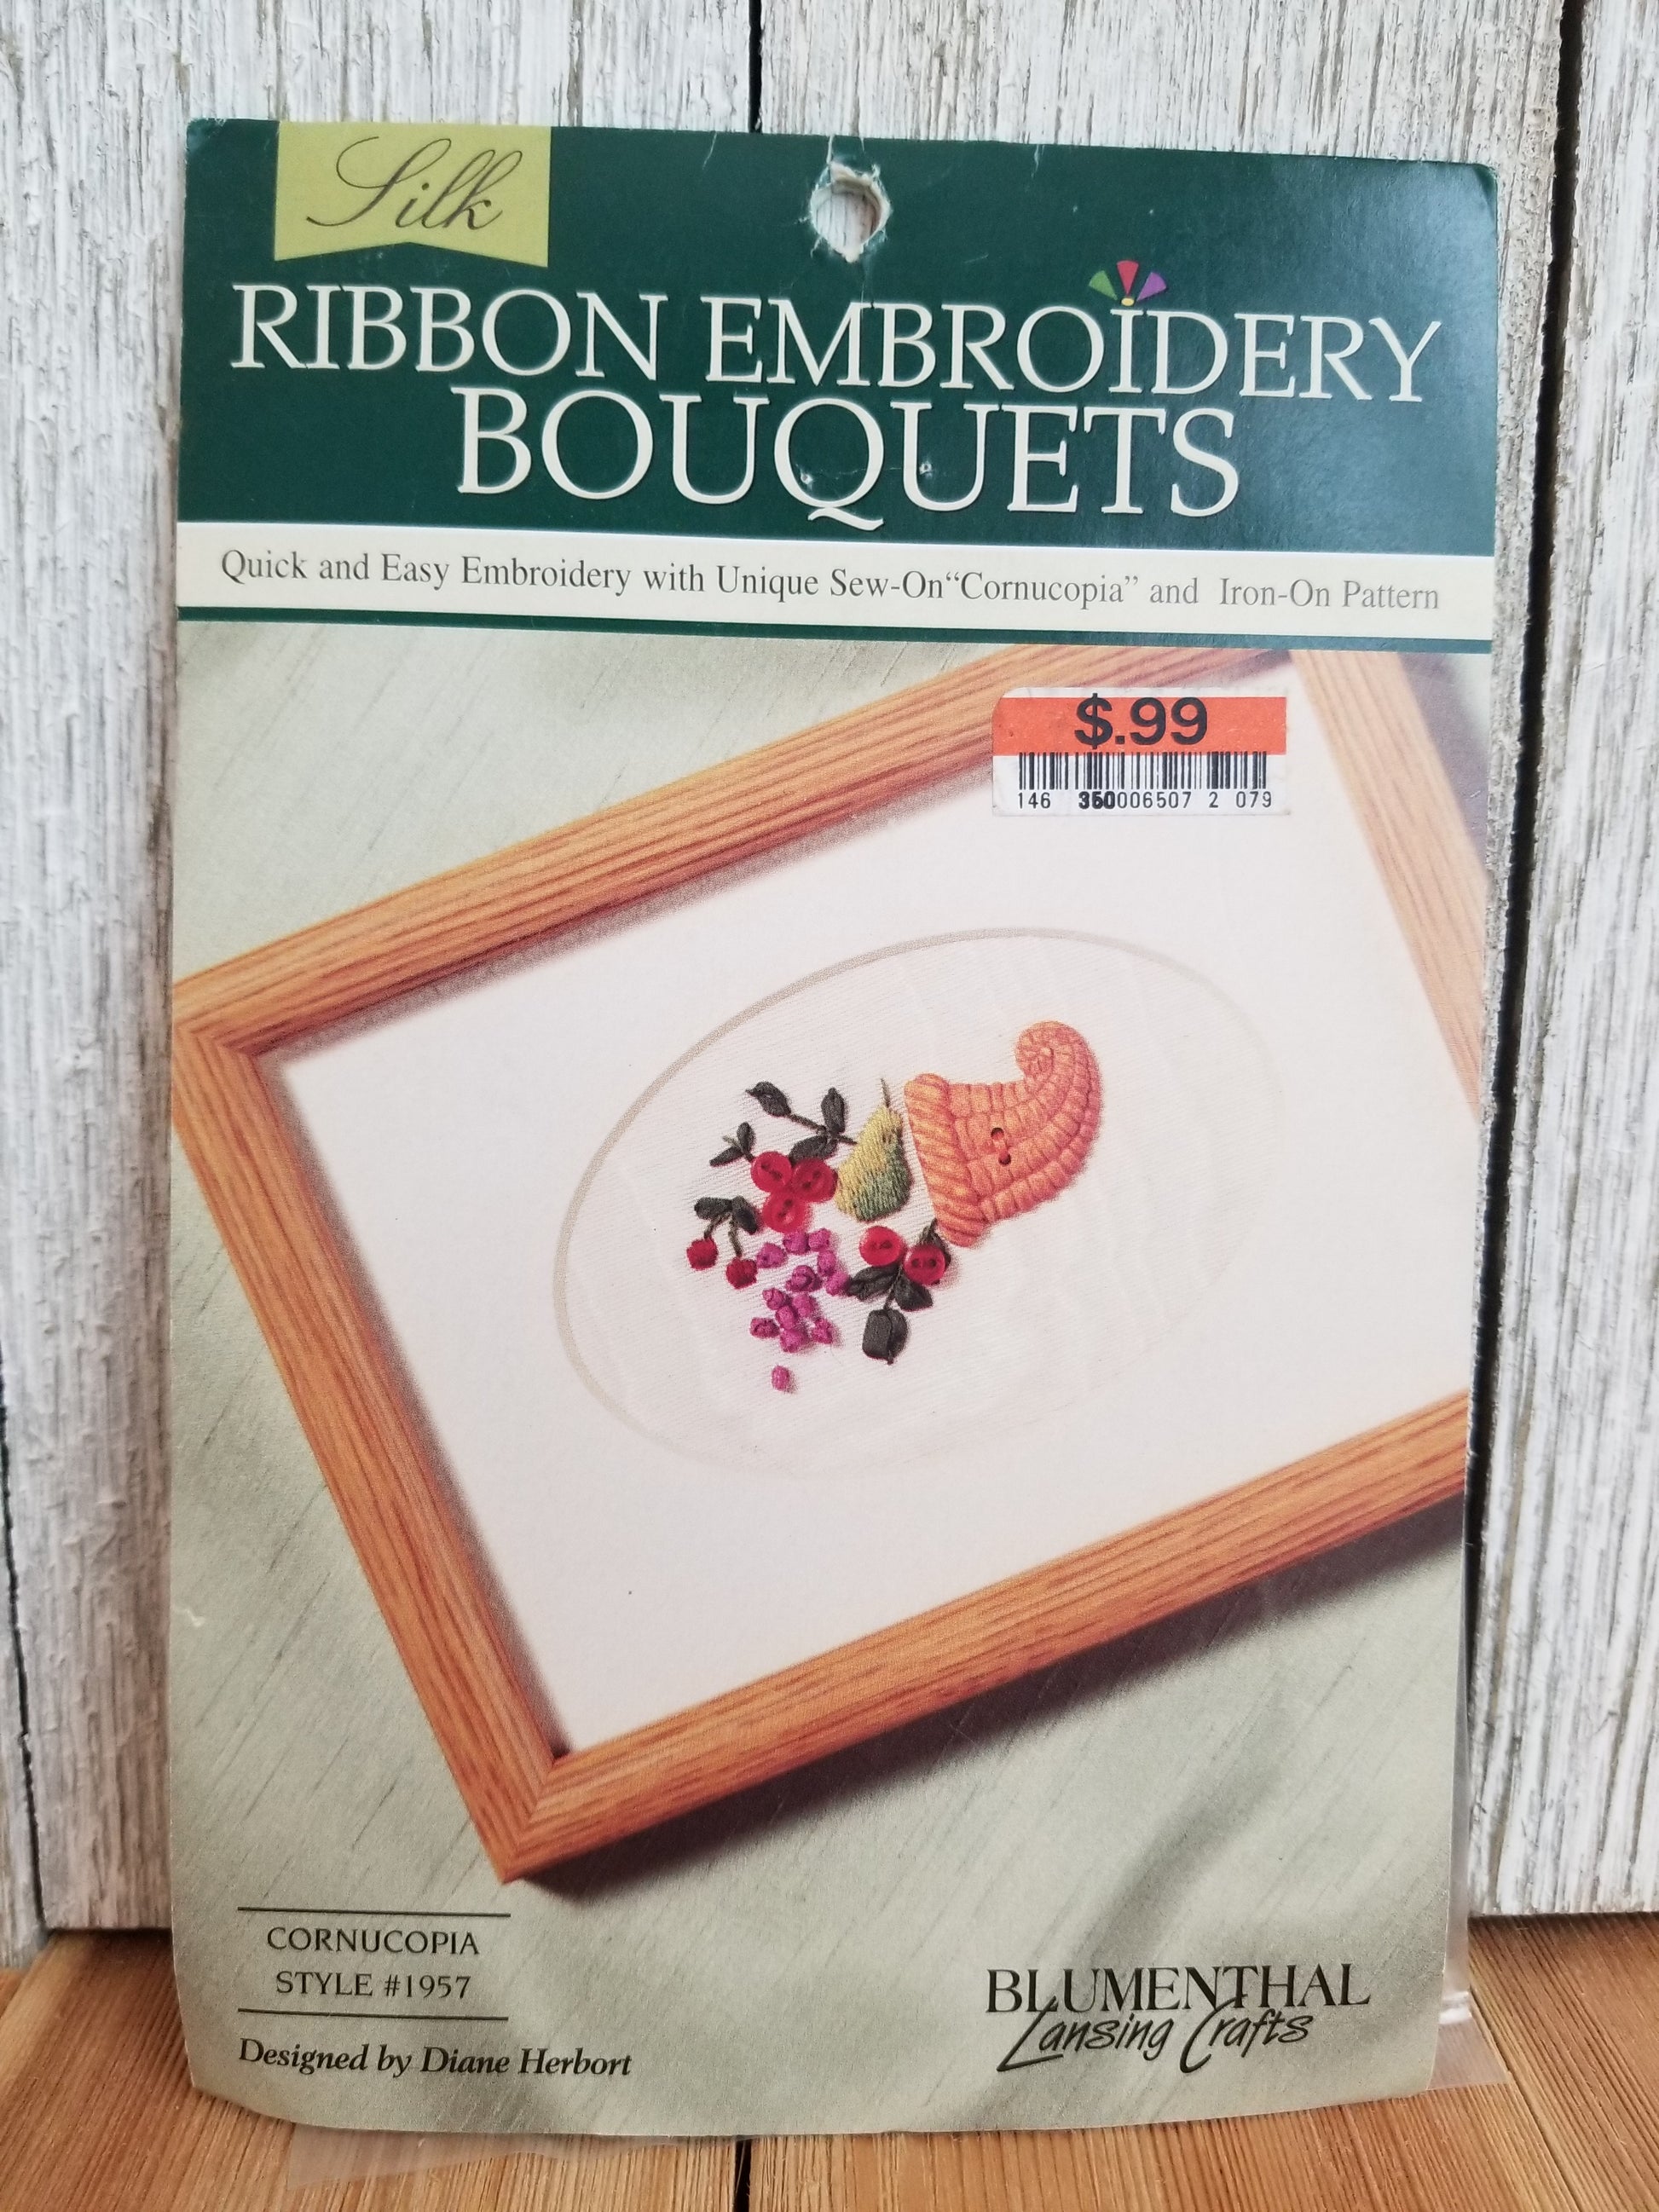 Silk
RIBBON EMBROIDERY
BOUQUETS
Quick and Easy Embroidery with Unique Sew-On“Cornucopia” and Iron-On Pattern
$.99
146 350006507 2 079
CORNUCOPIA
STYLE #1957
Designed by Diane Herbort
BLUMENTHAL
Lansing Crafts